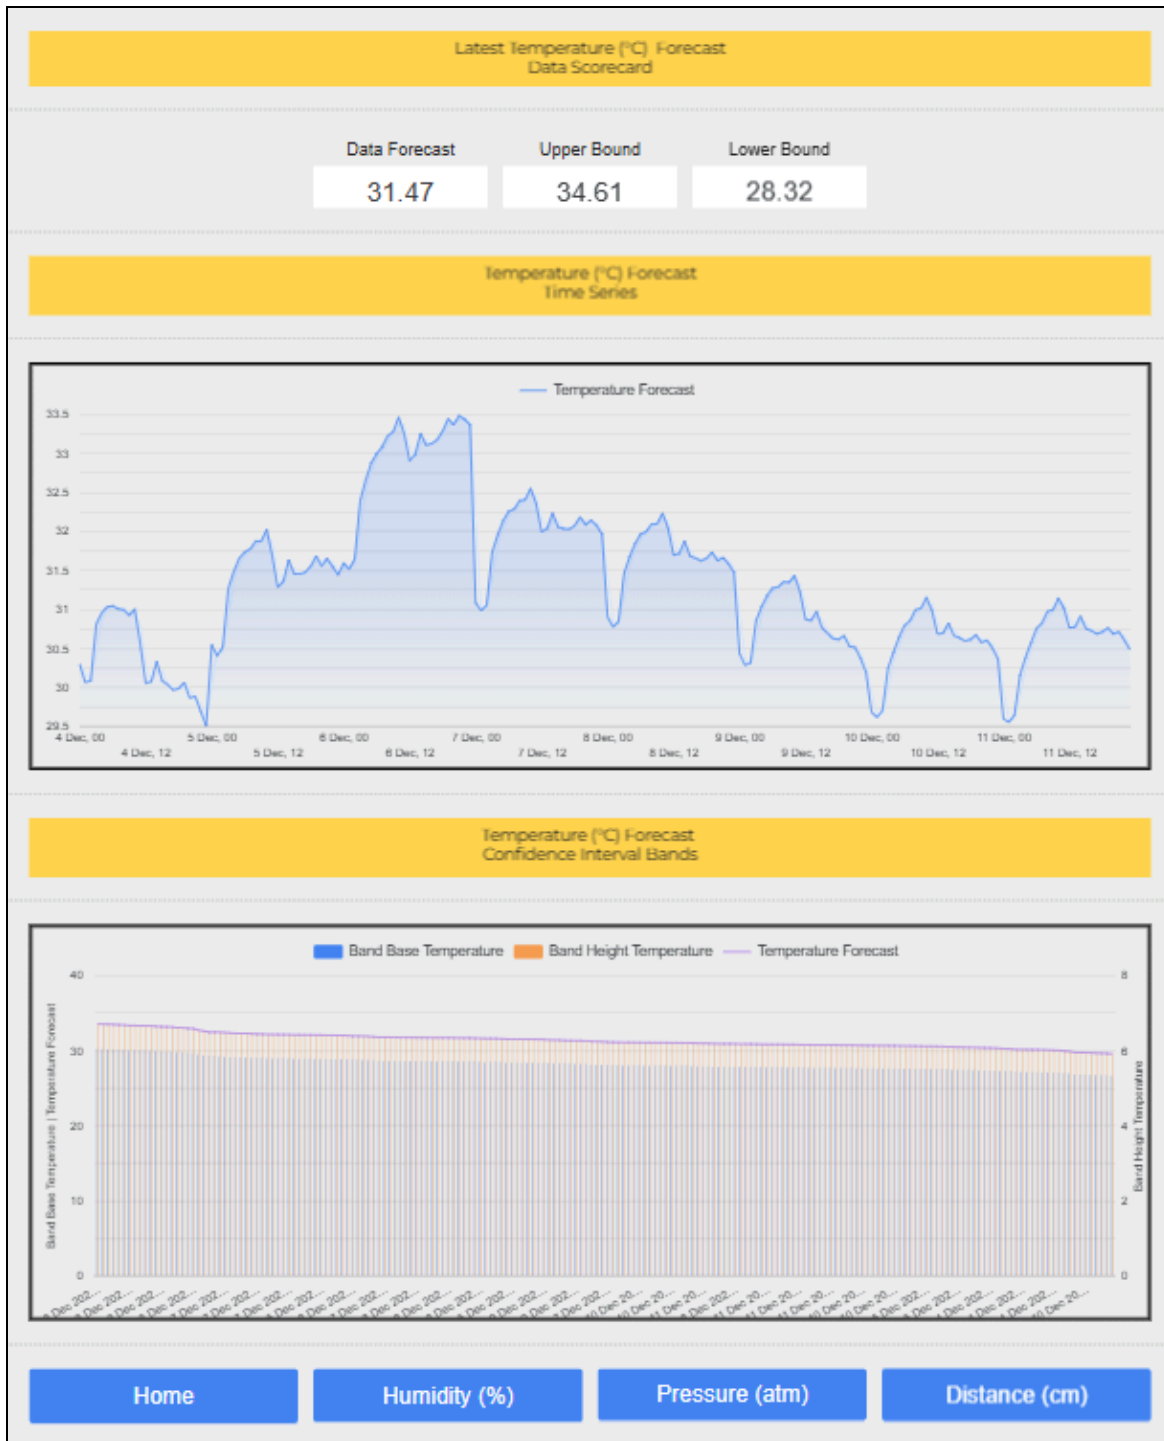 Latest Temperature (°C) Forecast
Data Scorecard
Data Forecast
Upper Bound
Lower Bound
31.47
34.61
28.32
Temperature (°C) Forecast
Time Series
Temperature Forecast
33.5
33
32.5
32
31.5
31
30.5
30
29.5
4 Dec, 00
4 Dec, 12
5 Dec, 00
5 Dec, 12
6 Dec, 00
6 Dec, 12
7 Dec, 00
7 Dec, 12
8 Dec, 00
8 Dec, 12
9 Dec, 00
9 Dec, 12
10 Dec, 00
10 Dec, 12
11 Dec, 00
11 Dec, 12
Temperature (°C) Forecast
Confidence Interval Bands
Band Base Temperature
Band Height Temperature
Temperature Forecast
Band Base Temperature | Temperature Forecast
40
30
20
10
0
8
6
4
2
0
Band Height Temperature
Home
Humidity (%)
Pressure (atm)
Distance (cm)